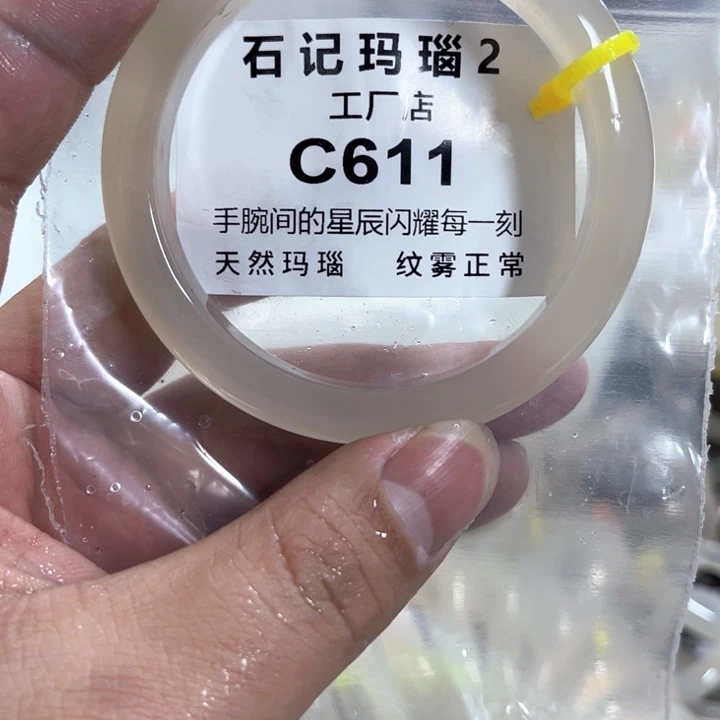 石记玛瑙2
工厂店
C611
手腕间的星辰闪耀每一刻
天然玛瑙 纹雾正常